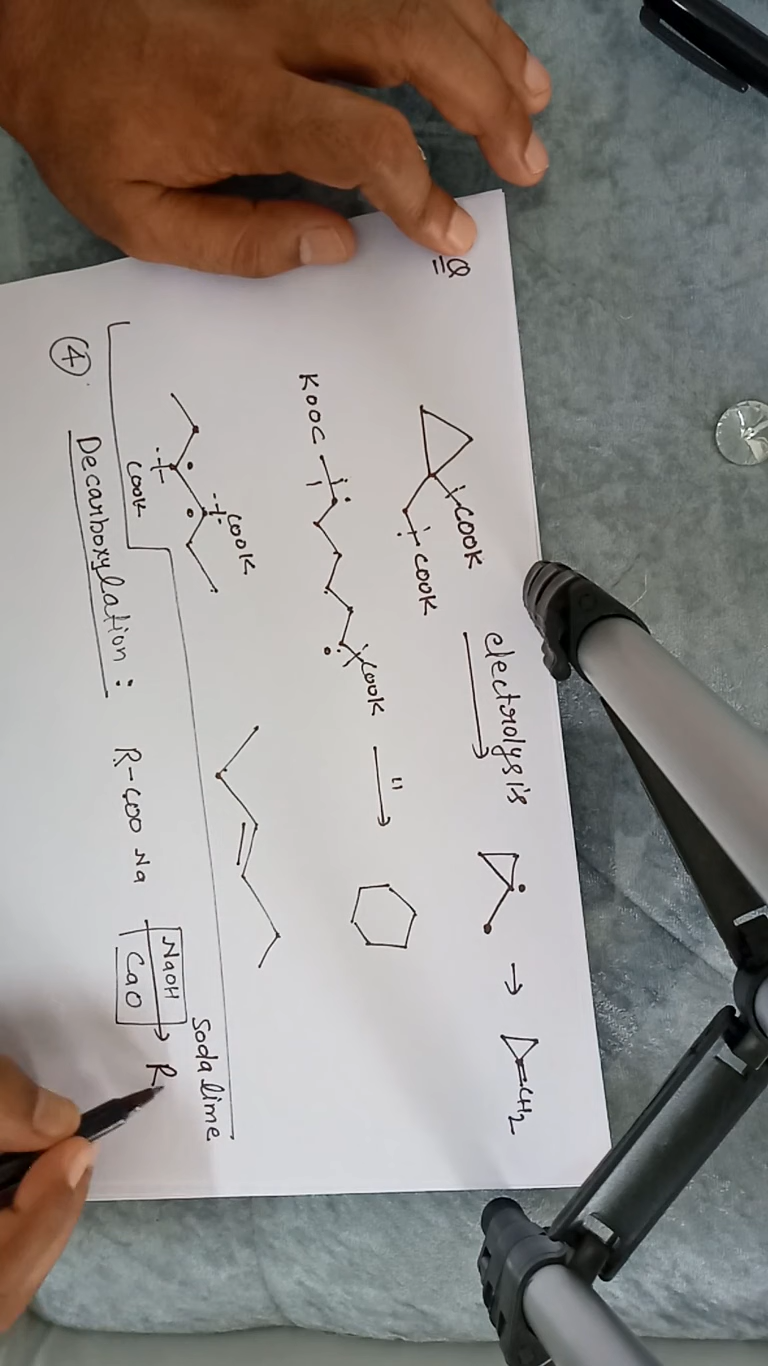 Q
COOK
COOK
electrolysis
=CH2
KOOC
COOK
"
COOK
COOK
4. Decarboxylation :
R-COO Na
NaOH
CaO
Soda lime
R